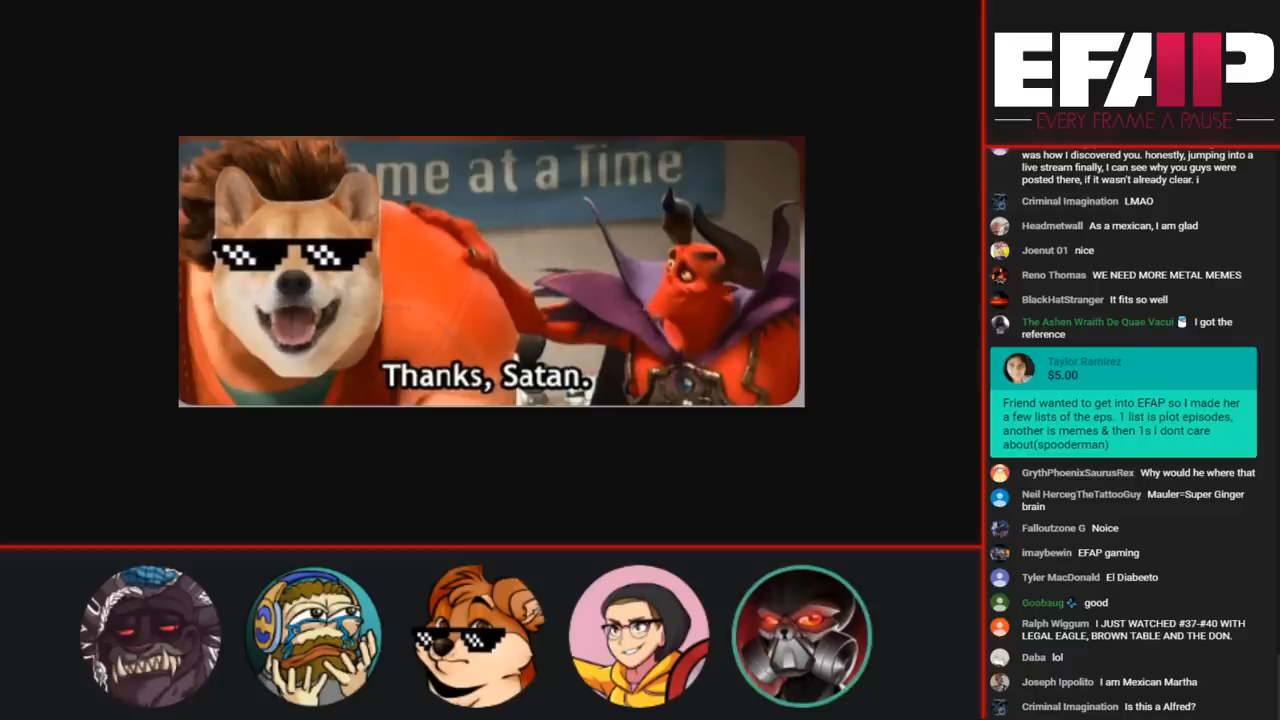 ame at a Time
Thanks, Satan.
EFAP
EVERY FRAME A PAUSE
was how I discovered you. honestly, jumping into a
live stream finally, I can see why you guys were
posted there, if it wasn't already clear. i
Criminal Imagination LMAO
Headmetwall As a mexican, I am glad
Joenut 01 nice
Reno Thomas WE NEED MORE METAL MEMES
BlackHatStranger It fits so well
The Ashen Wraith De Quae Vacui I got the
reference
Taylor Ramirez
$5.00
Friend wanted to get into EFAP so I made her
a few lists of the eps. 1 list is plot episodes,
another is memes & then 1s I dont care
about(spooderman)
GrythPhoenixSaurusRex Why would he where that
Neil HercegTheTattooGuy Mauler=Super Ginger
brain
Falloutzone G Noice
imaybewin EFAP gaming
Tyler MacDonald El Diabeeto
Goobaug good
Ralph Wiggum I JUST WATCHED #37-#40 WITH
LEGAL EAGLE, BROWN TABLE AND THE DON.
Daba lol
Joseph Ippolito I am Mexican Martha
Criminal Imagination Is this a Alfred?